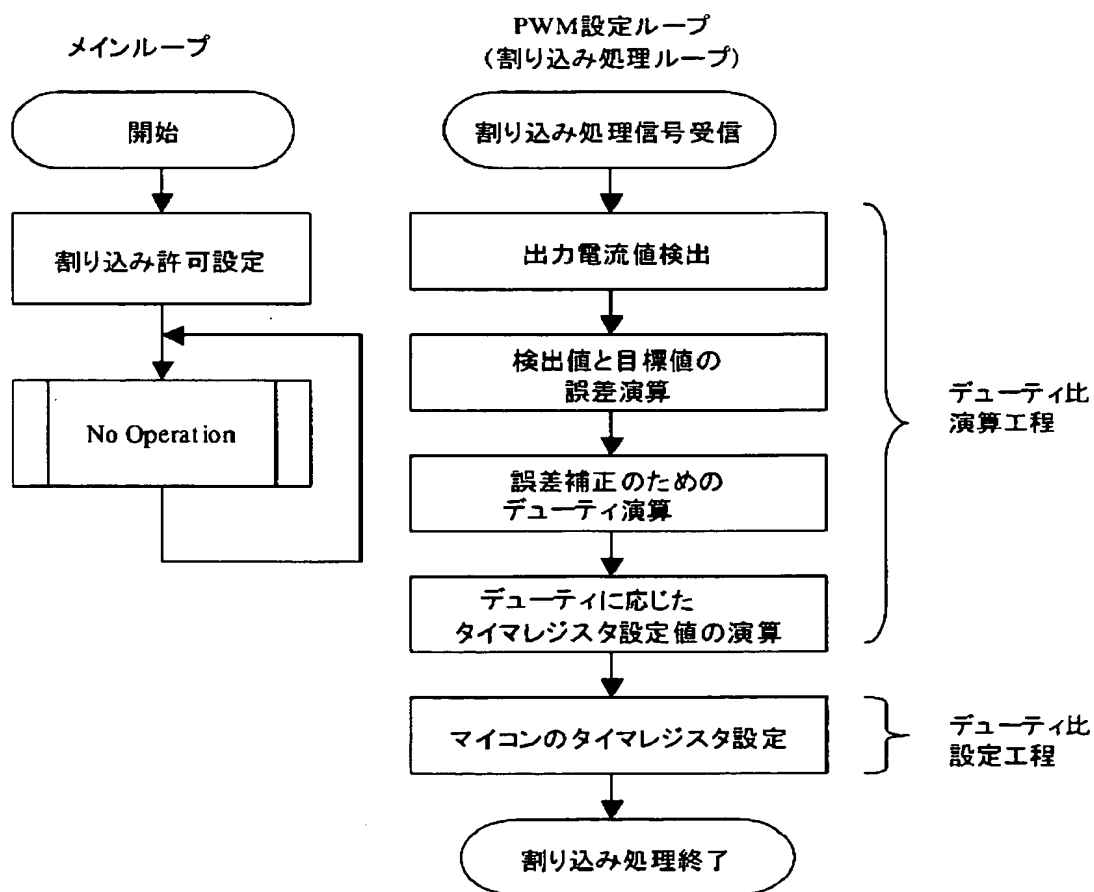 メインループ
開始
割り込み許可設定
No Operation
PWM設定ループ
(割り込み処理ループ)
割り込み処理信号受信
出力電流値検出
検出値と目標値の
誤差演算
誤差補正のための
デューティ演算
デューティに応じた
タイマレジスタ設定値の演算
マイコンのタイマレジスタ設定
割り込み処理終了
デューティ比
演算工程
デューティ比
設定工程